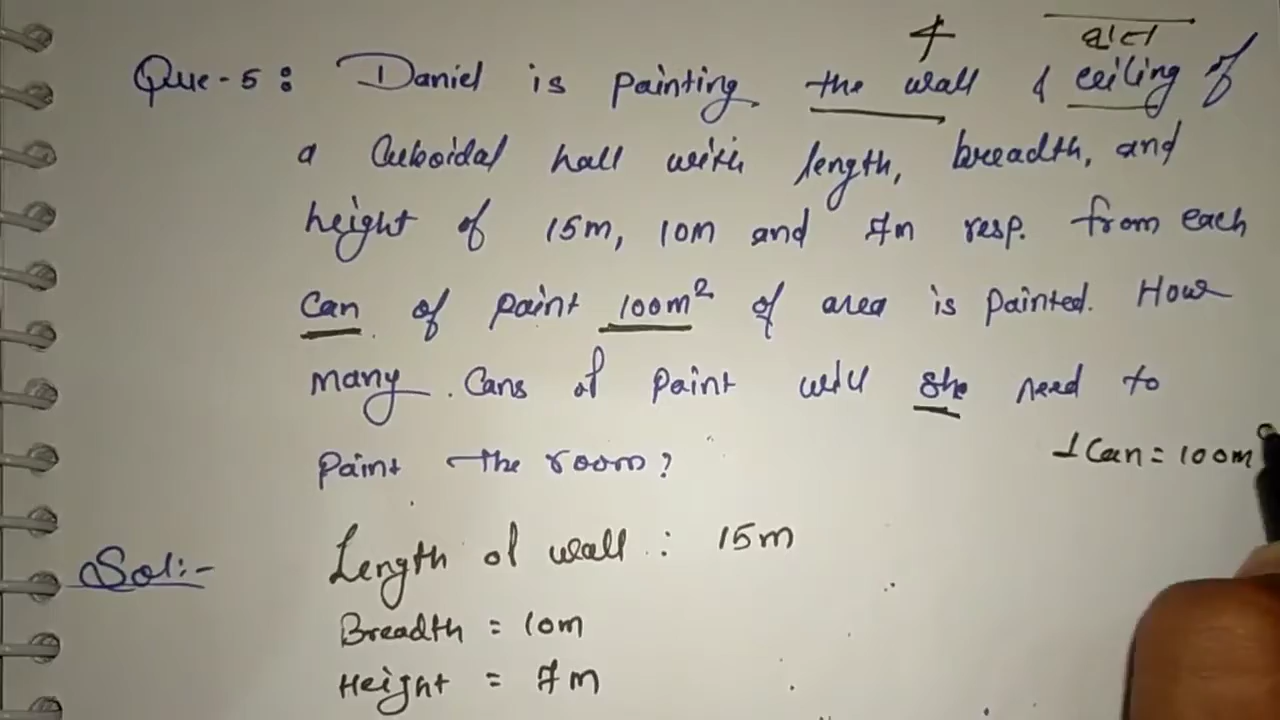 4 छत
Que-5: Daniel is painting the wall & ceiling of
a Cuboidal hall with length, breadth, and
height of 15m, 10m and 7m resp. from each
Can of paint 100m² of area is painted. How
many Cans of paint will she need to
paint the room?
1 Can = 100m
Sol:- Length of wall : 15m
Breadth = 10m
Height = 7m